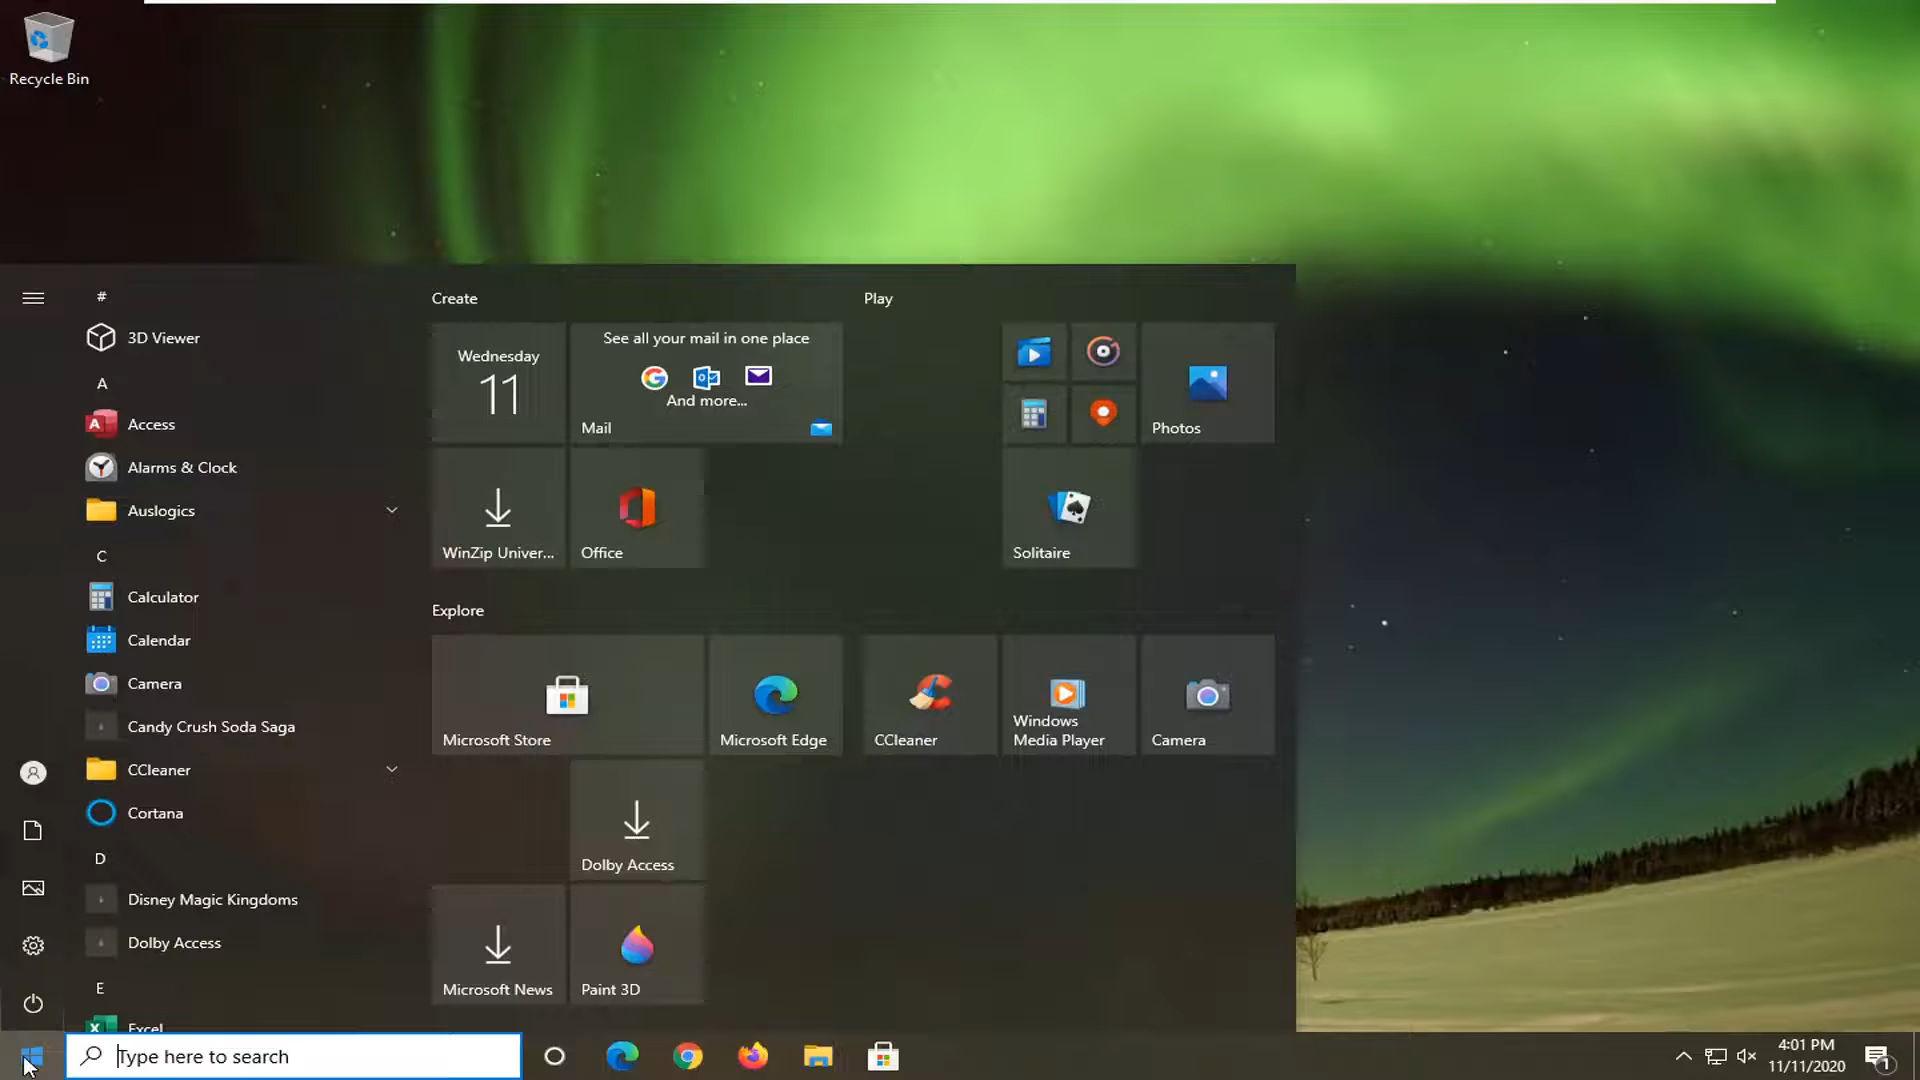 Recycle Bin
#
3D Viewer
A
Access
Alarms & Clock
Auslogics
C
Calculator
Calendar
Camera
Candy Crush Soda Saga
CCleaner
Cortana
D
Disney Magic Kingdoms
Dolby Access
E
Excel
Create
Wednesday
11
See all your mail in one place
And more...
Mail
WinZip Univer...
Office
Play
Photos
Solitaire
Explore
Microsoft Store
Microsoft Edge
CCleaner
Windows
Media Player
Camera
Dolby Access
Microsoft News
Paint 3D
Type here to search
4:01 PM
11/11/2020
1